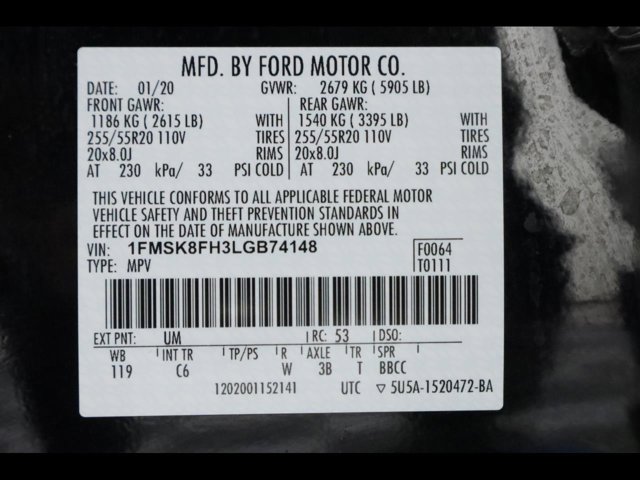 MFD. BY FORD MOTOR CO.
DATE: 01/20 GVWR: 2679 KG ( 5905 LB)
FRONT GAWR: REAR GAWR:
1186 KG ( 2615 LB) WITH 1540 KG ( 3395 LB) WITH
255/55R20 110V TIRES 255/55R20 110V TIRES
20x8.0J RIMS 20x8.0J RIMS
AT 230 kPa/ 33 PSI COLD AT 230 kPa/ 33 PSI COLD
THIS VEHICLE CONFORMS TO ALL APPLICABLE FEDERAL MOTOR
VEHICLE SAFETY AND THEFT PREVENTION STANDARDS IN
EFFECT ON THE DATE OF MANUFACTURE SHOWN ABOVE.
VIN: 1FMSK8FH3LGB74148 F0064
TYPE: MPV T0111
EXT PNT: UM RC: 53 DSO:
WB INT TR TP/PS R AXLE TR SPR
119 C6 W 3B T BBCC
1202001152141 UTC ▽ 5U5A-1520472-BA